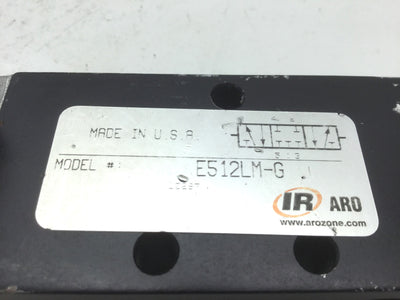 MADE IN U.S.A.
MODEL #: E512LM-G
IR ARO
www.arozone.com